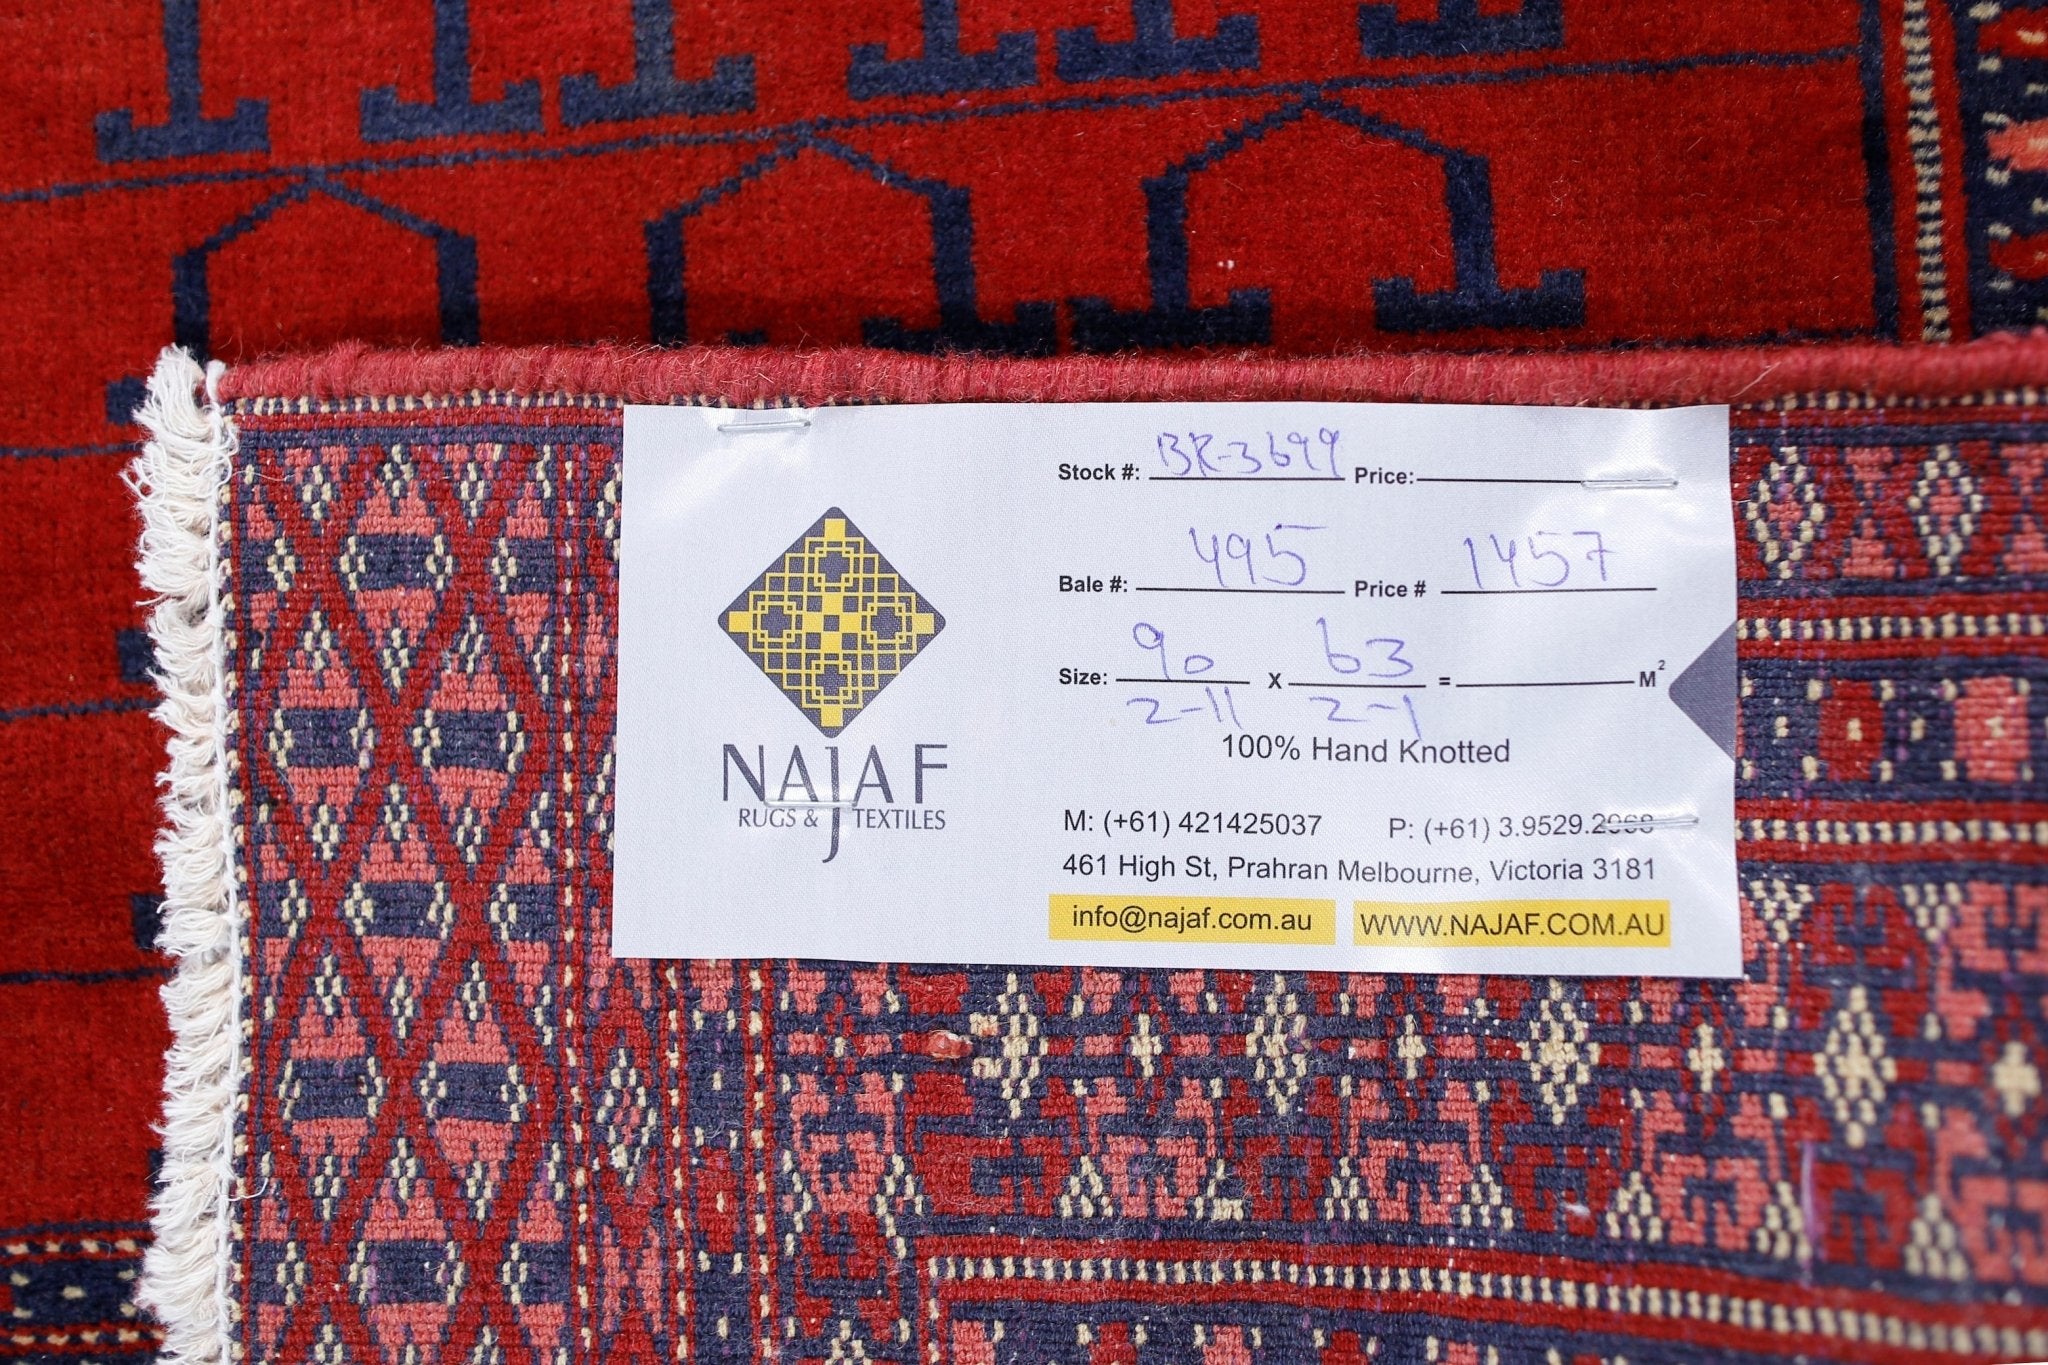 Stock #: BR-3699 Price:
Bale #: 495 Price # 1457
Size: 90 X 63 = M²
2-11 2-1
100% Hand Knotted
NAJAF
RUGS & TEXTILES
M: (+61) 421425037 P: (+61) 3.9529.2968
461 High St, Prahran Melbourne, Victoria 3181
info@najaf.com.au WWW.NAJAF.COM.AU